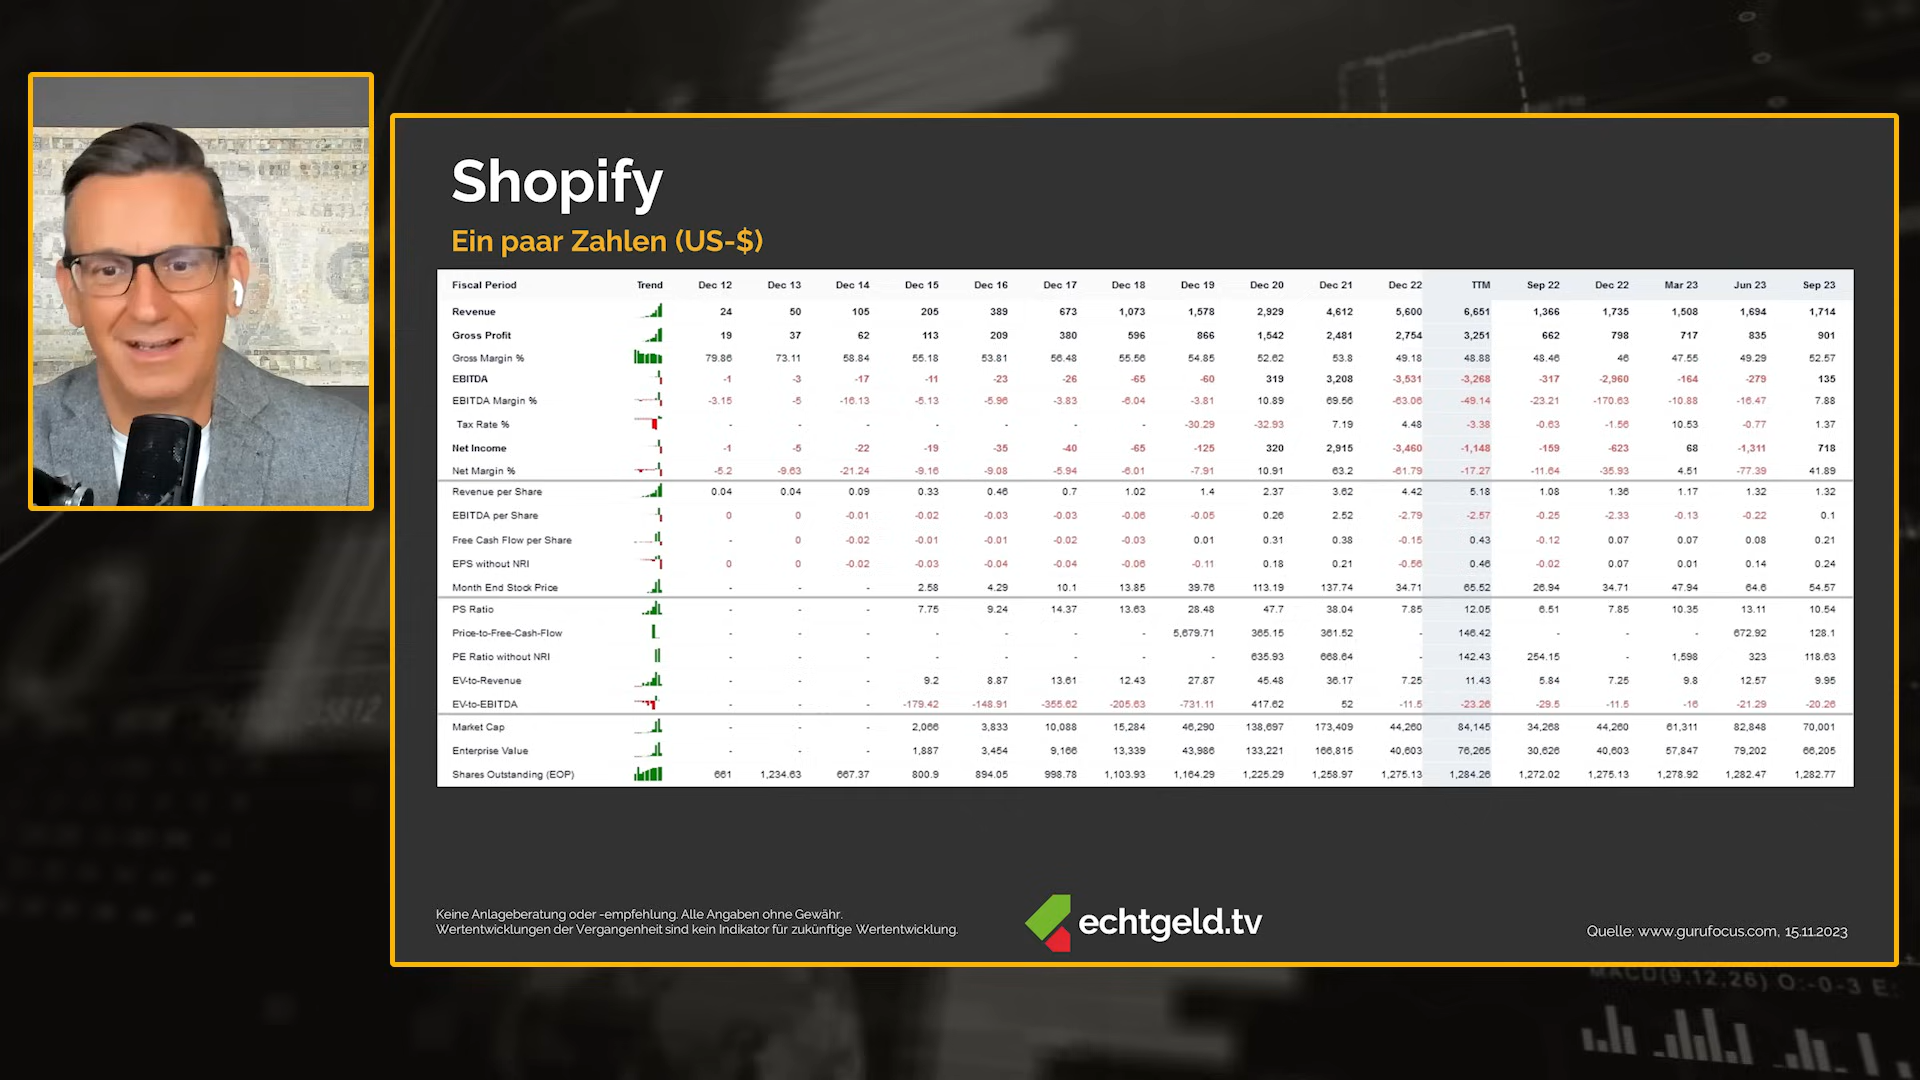 Shopify
Ein paar Zahlen (US-$)
Fiscal Period Trend Dec 12 Dec 13 Dec 14 Dec 15 Dec 16 Dec 17 Dec 18 Dec 19 Dec 20 Dec 21 Dec 22 TTM Sep 22 Dec 22 Mar 23 Jun 23 Sep 23
Revenue 24 50 105 205 389 673 1,073 1,578 2,929 4,612 5,600 6,651 1,366 1,735 1,508 1,694 1,714
Gross Profit 19 37 62 113 209 380 596 866 1,542 2,481 2,754 3,251 662 798 717 835 901
Gross Margin % 79.86 73.11 58.84 55.18 53.81 56.48 55.56 54.85 52.62 53.8 49.18 48.88 48.46 46 47.55 49.29 52.57
EBITDA -1 -3 -17 -11 -23 -26 -65 -60 319 3,208 -3,531 -3,268 -317 -2,960 -164 -279 135
EBITDA Margin % -3.15 -5 -16.13 -5.13 -5.96 -3.83 -6.04 -3.81 10.89 69.56 -63.06 -49.14 -23.21 -170.63 -10.88 -16.47 7.88
Tax Rate % - - - - - - - -30.29 -32.93 7.19 4.48 -3.38 -0.63 -1.56 10.53 -0.77 1.37
Net Income -1 -5 -22 -19 -35 -40 -65 -125 320 2,915 -3,460 -1,148 -159 -623 68 -1,311 718
Net Margin % -5.2 -9.63 -21.24 -9.16 -9.08 -5.94 -6.01 -7.91 10.91 63.2 -61.79 -17.27 -11.64 -35.93 4.51 -77.39 41.89
Revenue per Share 0.04 0.04 0.09 0.33 0.46 0.7 1.02 1.4 2.37 3.62 4.42 5.18 1.08 1.36 1.17 1.32 1.32
EBITDA per Share 0 0 -0.01 -0.02 -0.03 -0.03 -0.06 -0.05 0.26 2.52 -2.79 -2.57 -0.25 -2.33 -0.13 -0.22 0.1
Free Cash Flow per Share - 0 -0.02 -0.01 -0.01 -0.02 -0.03 0.01 0.31 0.38 -0.15 0.43 -0.12 0.07 0.07 0.08 0.21
EPS without NRI 0 0 -0.02 -0.03 -0.04 -0.04 -0.06 -0.11 0.18 0.21 -0.56 0.46 -0.02 0.07 0.01 0.14 0.24
Month End Stock Price - - - 2.58 4.29 10.1 13.85 39.76 113.19 137.74 34.71 65.52 26.94 34.71 47.94 64.6 54.57
PS Ratio - - - 7.75 9.24 14.37 13.63 28.48 47.7 38.04 7.85 12.05 6.51 7.85 10.35 13.11 10.54
Price-to-Free-Cash-Flow - - - - - - - 5,679.71 365.15 361.52 - 146.42 - - - 672.92 128.1
PE Ratio without NRI - - - - - - - - 635.93 668.64 - 142.43 254.15 - 1,598 323 118.63
EV-to-Revenue - - - 9.2 8.87 13.61 12.43 27.87 45.48 36.17 7.25 11.43 5.84 7.25 9.8 12.57 9.95
EV-to-EBITDA - - - -179.42 -148.91 -355.62 -205.63 -731.11 417.62 52 -11.5 -23.26 -29.5 -11.5 -16 -21.29 -20.26
Market Cap - - - 2,066 3,833 10,088 15,284 46,290 138,697 173,409 44,260 84,145 34,268 44,260 61,311 82,848 70,001
Enterprise Value - - - 1,887 3,454 9,166 13,339 43,986 133,221 166,815 40,603 76,265 30,626 40,603 57,847 79,202 66,205
Shares Outstanding (EOP) 661 1,234.63 667.37 800.9 894.05 998.78 1,103.93 1,164.29 1,225.29 1,258.97 1,275.13 1,284.26 1,272.02 1,275.13 1,278.92 1,282.47 1,282.77
Keine Anlageberatung oder -empfehlung. Alle Angaben ohne Gewähr.
Wertentwicklungen der Vergangenheit sind kein Indikator für zukünftige Wertentwicklung.
echtgeld.tv
Quelle: www.gurufocus.com, 15.11.2023
MACD(9,12,26) O:-0-3 E: